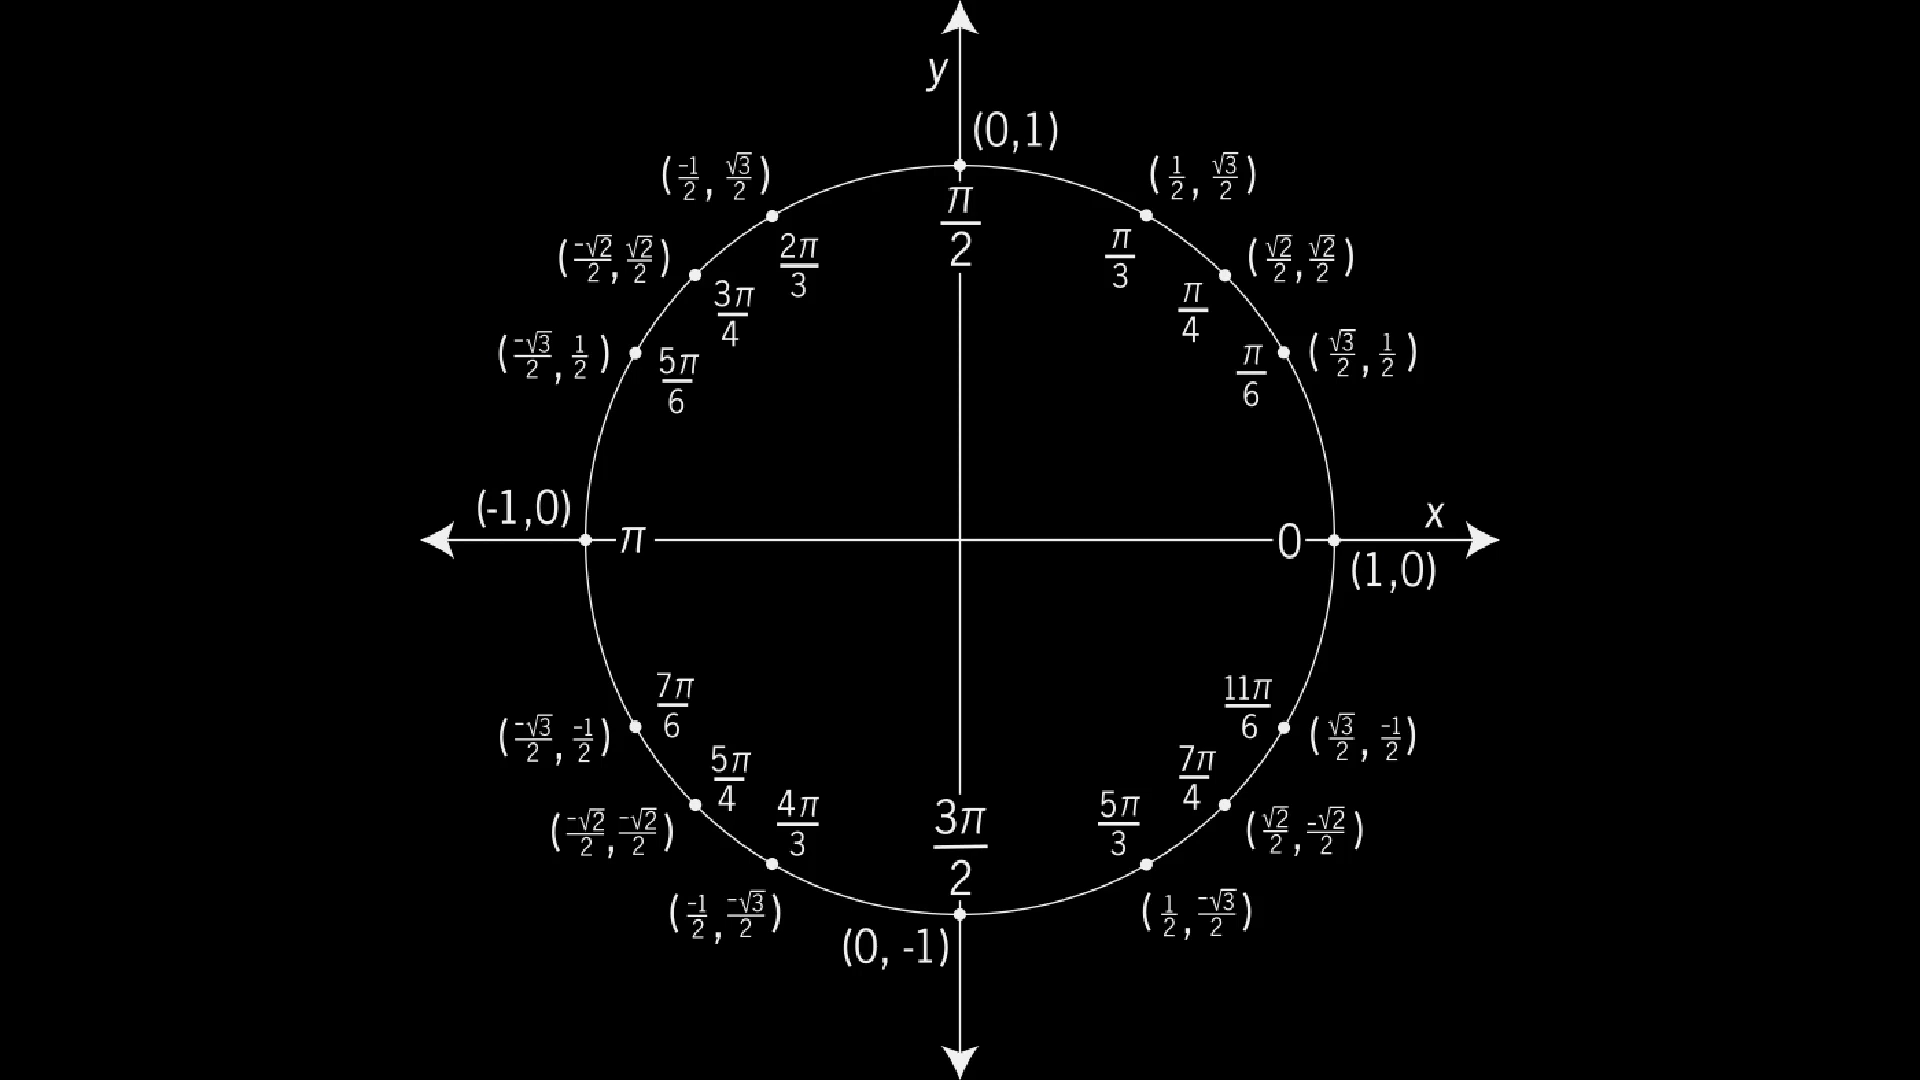 y
(0,1)
(-1/2, √3/2)
(1/2, √3/2)
π/2
2π/3
π/3
(-√2/2, √2/2)
(√2/2, √2/2)
3π/4
π/4
(-√3/2, 1/2)
(√3/2, 1/2)
5π/6
π/6
(-1,0)
x
π
0
(1,0)
7π/6
11π/6
(-√3/2, -1/2)
(√3/2, -1/2)
5π/4
7π/4
(-√2/2, -√2/2)
(√2/2, -√2/2)
4π/3
3π/2
5π/3
(-1/2, -√3/2)
(1/2, -√3/2)
(0, -1)